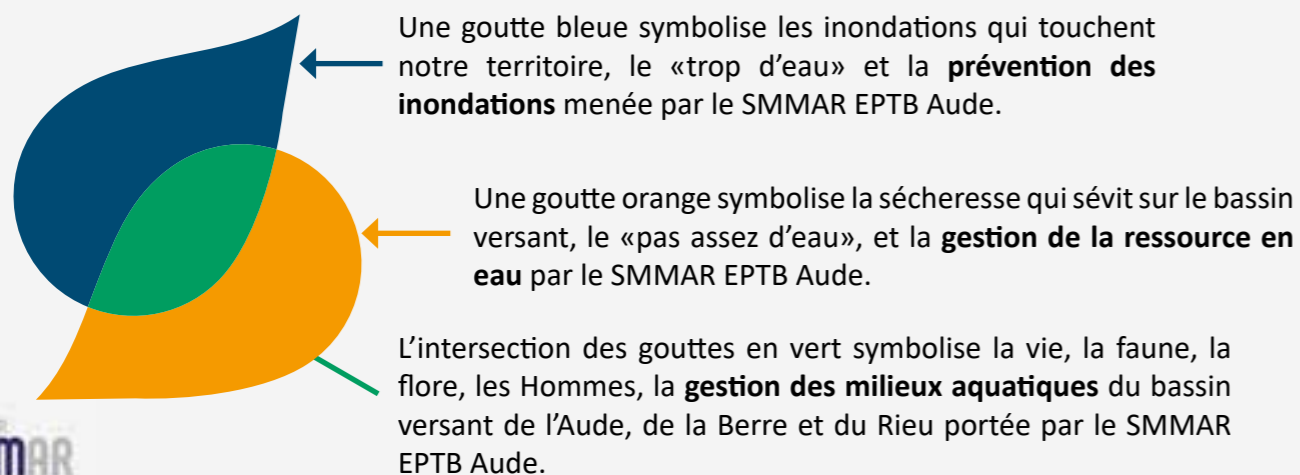 Une goutte bleue symbolise les inondations qui touchent
notre territoire, le «trop d’eau» et la prévention des
inondations menée par le SMMAR EPTB Aude.
Une goutte orange symbolise la sécheresse qui sévit sur le bassin
versant, le «pas assez d’eau», et la gestion de la ressource en
eau par le SMMAR EPTB Aude.
L’intersection des gouttes en vert symbolise la vie, la faune, la
flore, les Hommes, la gestion des milieux aquatiques du bassin
versant de l’Aude, de la Berre et du Rieu portée par le SMMAR
EPTB Aude.